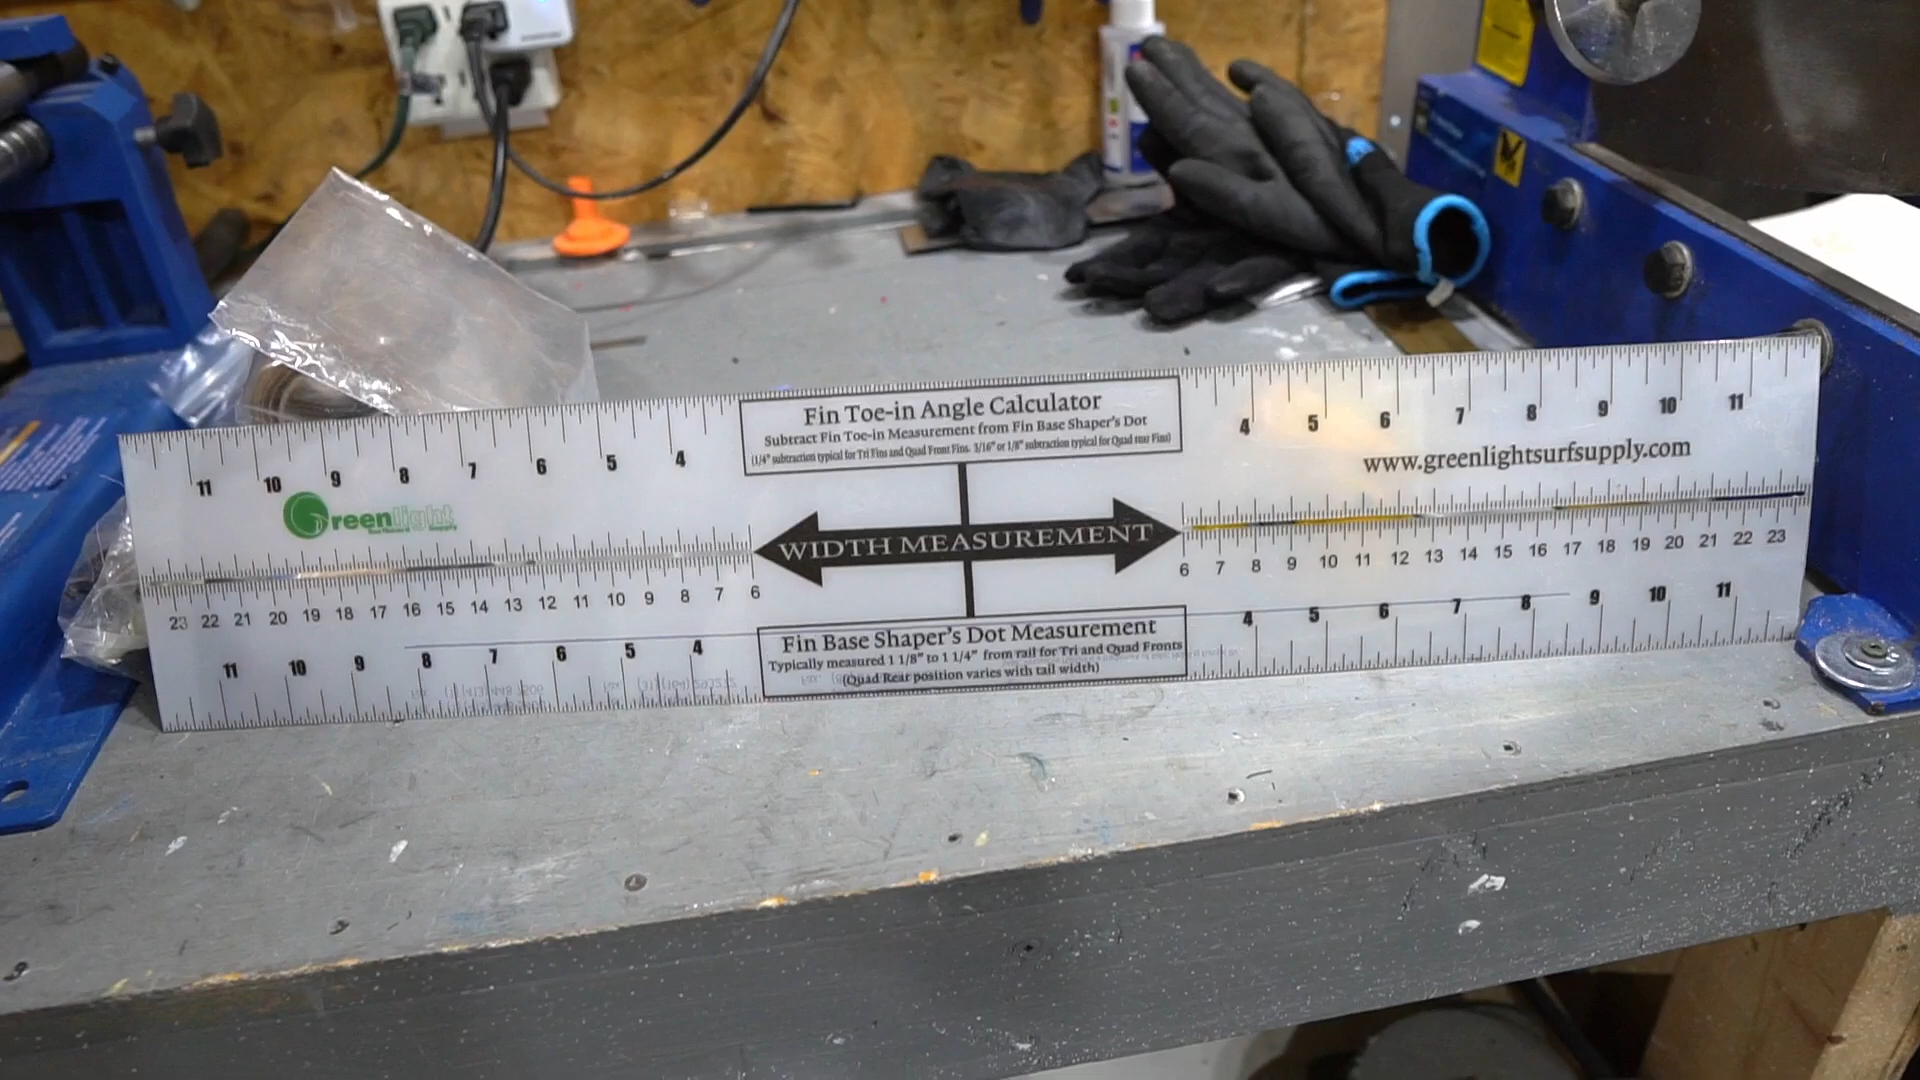 Fin Toe-in Angle Calculator
Subtract Fin Toe-in Measurement from Fin Base Shaper's Dot
(1/4" subtraction typical for Tri Fins and Quad Front Fins. 3/16" or 1/8" subtraction typical for Quad rear Fins)
11 10 9 8 7 6 5 4
4 5 6 7 8 9 10 11
Greenlight
www.greenlightsurfsupply.com
WIDTH MEASUREMENT
23 22 21 20 19 18 17 16 15 14 13 12 11 10 9 8 7 6
6 7 8 9 10 11 12 13 14 15 16 17 18 19 20 21 22 23
11 10 9 8 7 6 5 4
4 5 6 7 8 9 10 11
Fin Base Shaper's Dot Measurement
Typically measured 1 1/8" to 1 1/4" from rail for Tri and Quad Fronts
(Quad Rear position varies with tail width)